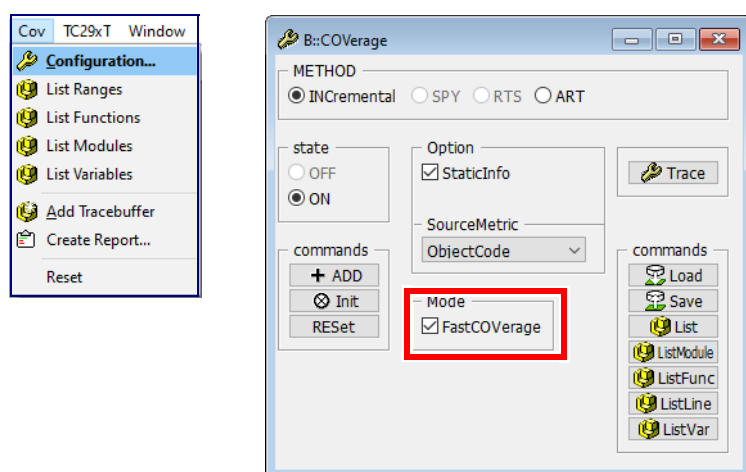 Cov TC29xT Window
Configuration...
List Ranges
List Functions
List Modules
List Variables
Add Tracebuffer
Create Report...
Reset
B::COVerage
METHOD
INCremental SPY RTS ART
state
OFF
ON
Option
StaticInfo
Trace
SourceMetric
ObjectCode
commands
ADD
Init
RESet
Mode
FastCOVerage
commands
Load
Save
List
ListModule
ListFunc
ListLine
ListVar